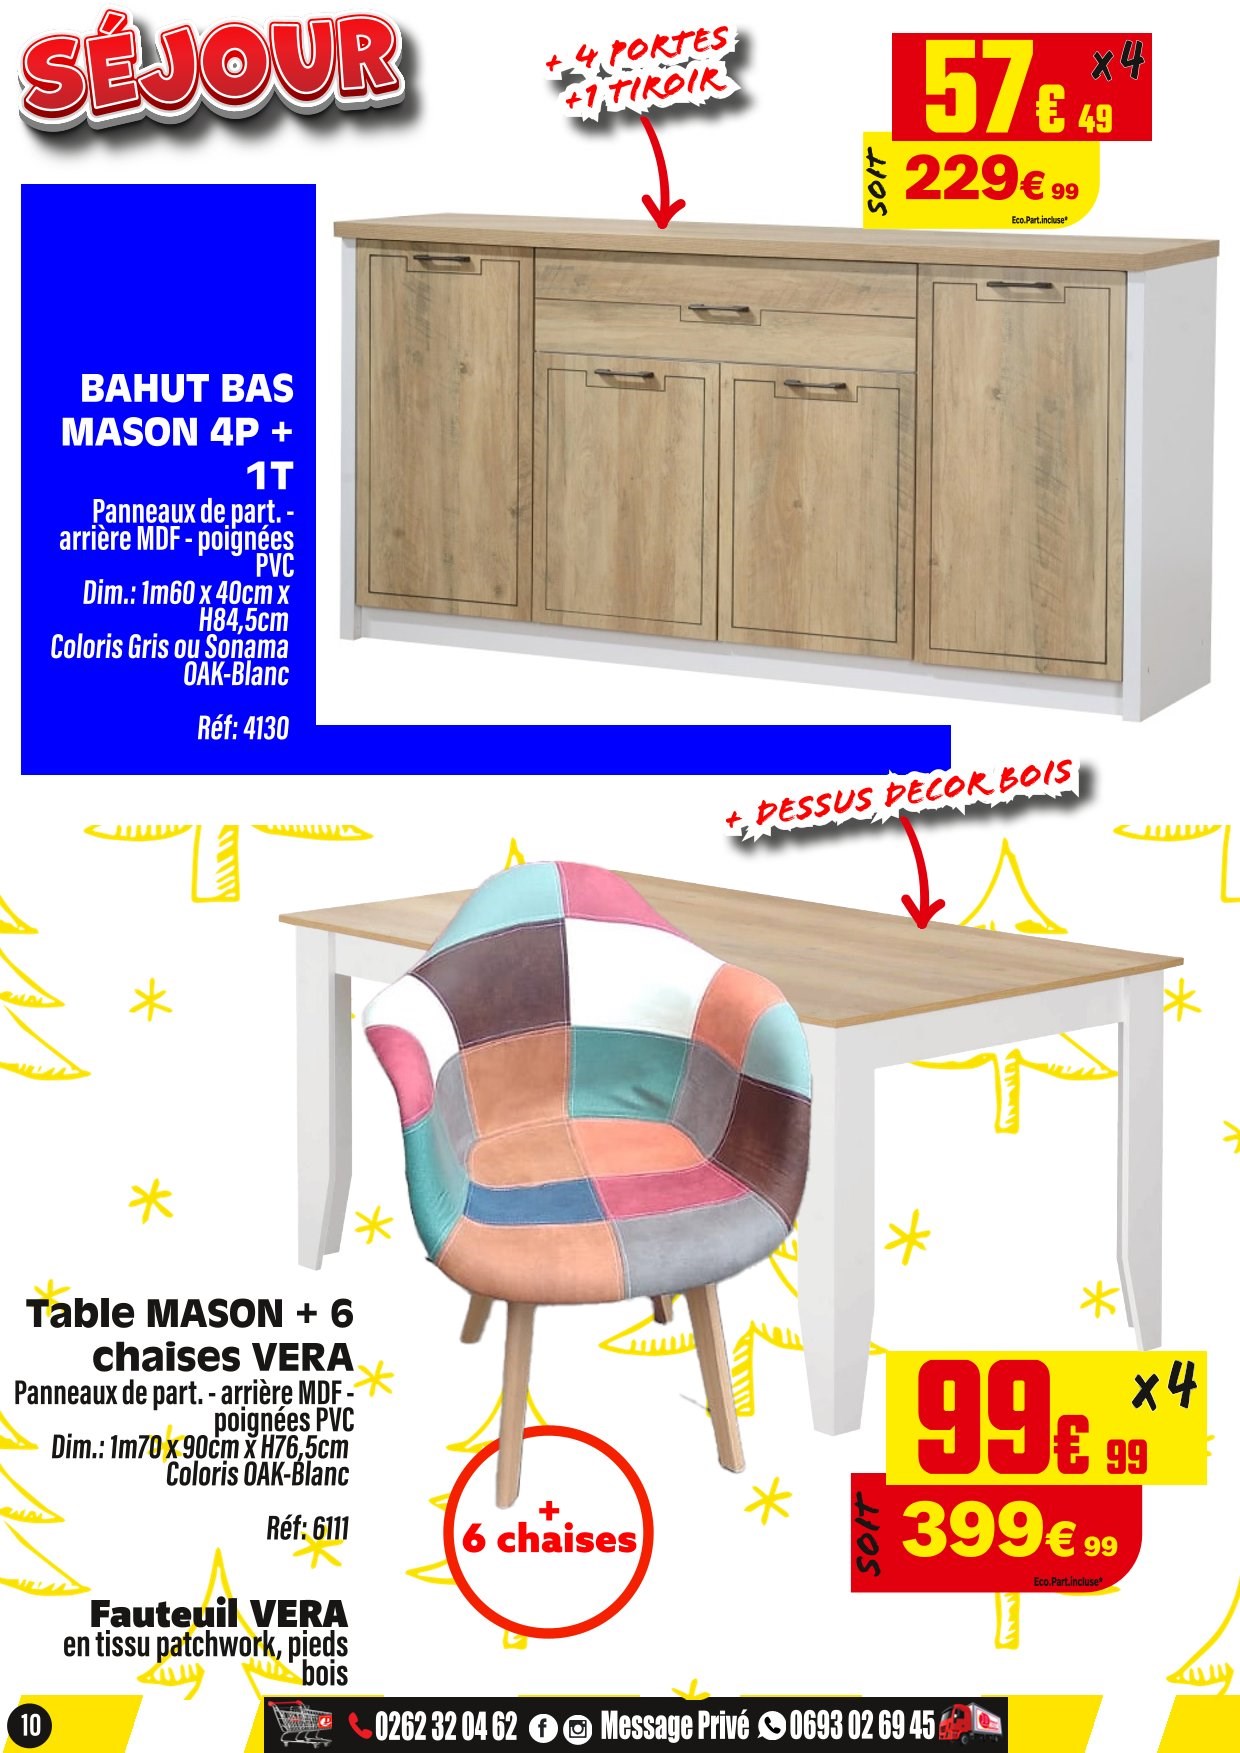 SÉJOUR
+ 4 PORTES
+1 TIROIR
57€49 x4
SOIT 229€99
Eco.Part.incluse*
BAHUT BAS
MASON 4P +
1T
Panneaux de part. -
arrière MDF - poignées
PVC
Dim.: 1m60 x 40cm x
H84,5cm
Coloris Gris ou Sonama
OAK-Blanc
Réf: 4130
+ DESSUS DECOR BOIS
Table MASON + 6
chaises VERA
Panneaux de part. - arrière MDF -
poignées PVC
Dim.: 1m70 x 90cm x H76,5cm
Coloris OAK-Blanc
Réf: 6111
+
6 chaises
99€99 x4
SOIT 399€99
Eco.Part.incluse*
Fauteuil VERA
en tissu patchwork, pieds
bois
10
0262 32 04 62 Message Privé 0693 02 69 45